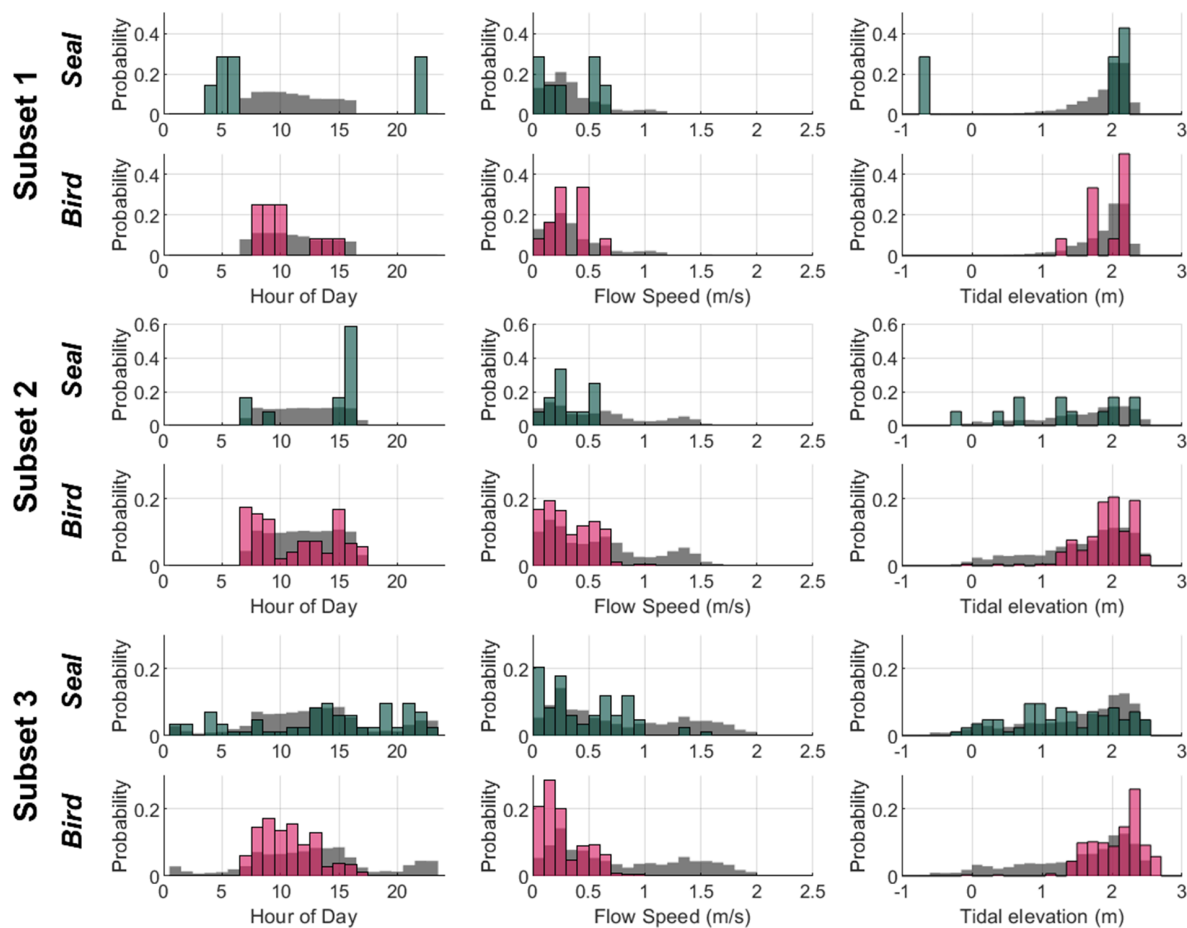 Subset 1
Seal
Probability
0 0.2 0.4
0 5 10 15 20
Probability
0 0.2 0.4
0 0.5 1 1.5 2 2.5
Probability
0 0.2 0.4
-1 0 1 2 3
Bird
Probability
0 0.2 0.4
0 5 10 15 20
Hour of Day
Probability
0 0.2 0.4
0 0.5 1 1.5 2 2.5
Flow Speed (m/s)
Probability
0 0.2 0.4
-1 0 1 2 3
Tidal elevation (m)
Subset 2
Seal
Probability
0 0.2 0.4 0.6
0 5 10 15 20
Probability
0 0.2 0.4 0.6
0 0.5 1 1.5 2 2.5
Probability
0 0.2 0.4 0.6
-1 0 1 2 3
Bird
Probability
0 0.2
0 5 10 15 20
Hour of Day
Probability
0 0.2
0 0.5 1 1.5 2 2.5
Flow Speed (m/s)
Probability
0 0.2
-1 0 1 2 3
Tidal elevation (m)
Subset 3
Seal
Probability
0 0.2
0 5 10 15 20
Probability
0 0.2
0 0.5 1 1.5 2 2.5
Probability
0 0.2
-1 0 1 2 3
Bird
Probability
0 0.2
0 5 10 15 20
Hour of Day
Probability
0 0.2
0 0.5 1 1.5 2 2.5
Flow Speed (m/s)
Probability
0 0.2
-1 0 1 2 3
Tidal elevation (m)